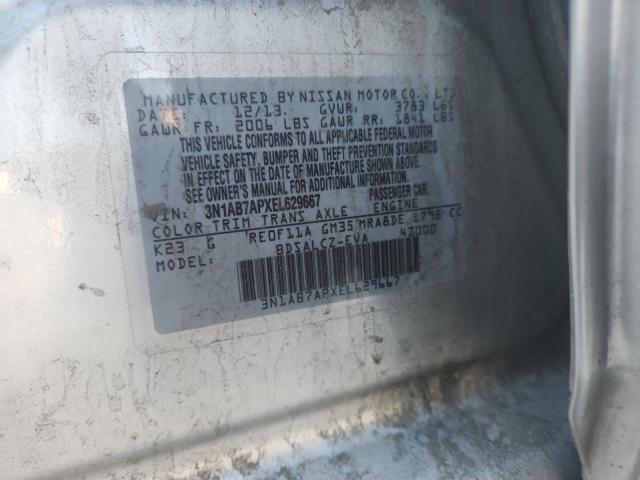 MANUFACTURED BY NISSAN MOTOR CO., LTD
DATE: 12/13. GVWR: 3783 LBS
GAWR FR: 2006 LBS GAWR RR: 1841 LBS
THIS VEHICLE CONFORMS TO ALL APPLICABLE FEDERAL MOTOR
VEHICLE SAFETY, BUMPER AND THEFT PREVENTION STANDARDS
IN EFFECT ON THE DATE OF MANUFACTURE SHOWN ABOVE.
SEE OWNER'S MANUAL FOR ADDITIONAL INFORMATION.
VIN: 3N1AB7APXEL629667 PASSENGER CAR
COLOR TRIM TRANS AXLE ENGINE
K23 G RE0F11A GM35 MRA8DE 1798 CC
MODEL: BDSALCZ-EVA 42000
3N1AB7APXEL629667